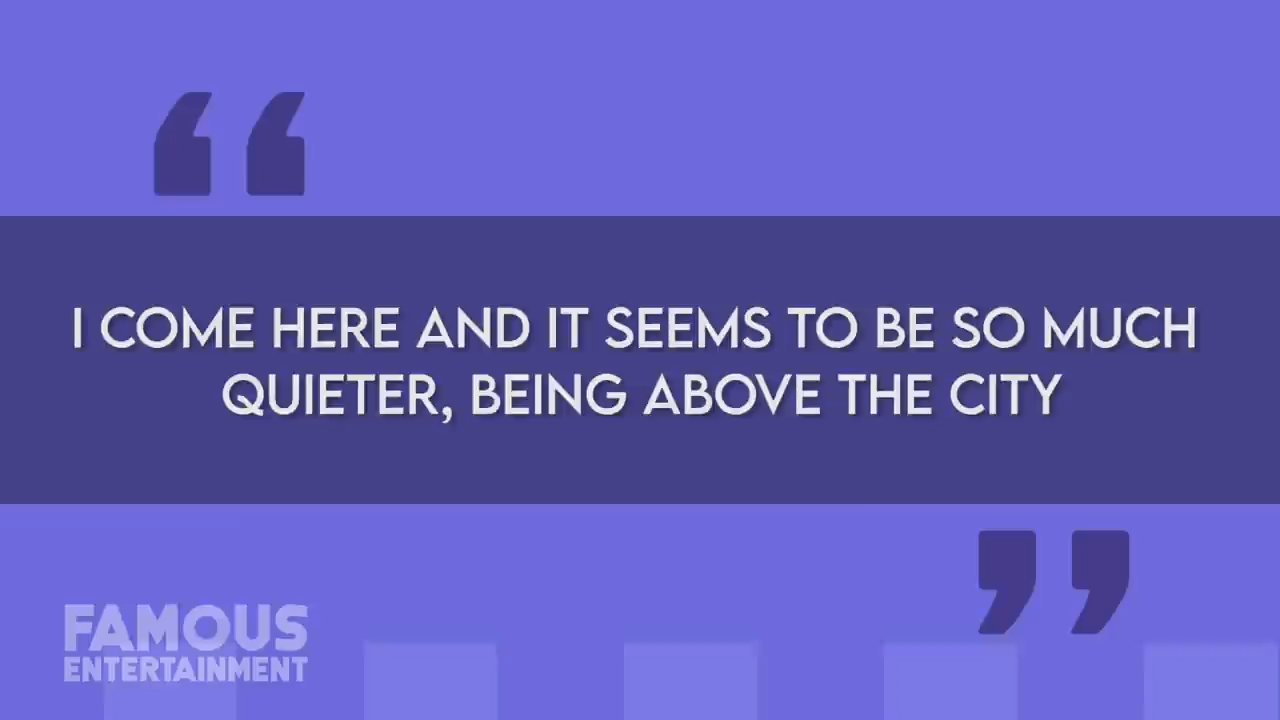 I COME HERE AND IT SEEMS TO BE SO MUCH
QUIETER, BEING ABOVE THE CITY
FAMOUS
ENTERTAINMENT